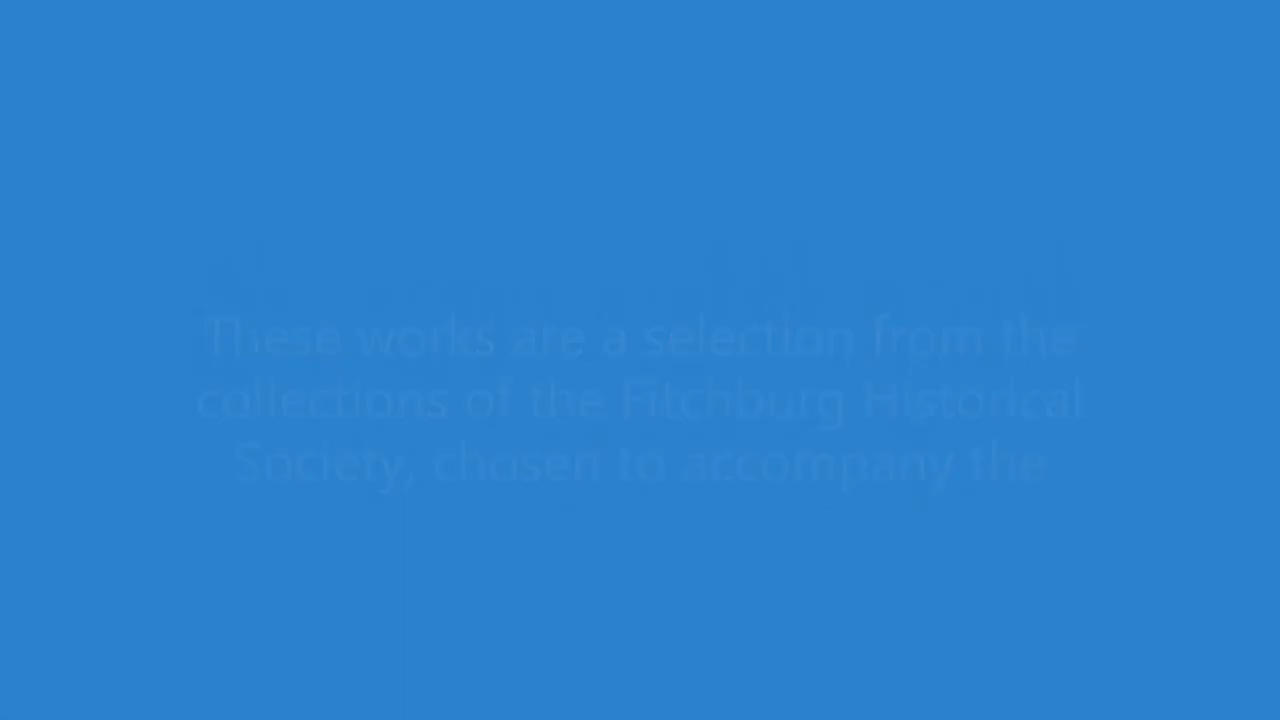 These works are a selection from the
collections of the Fitchburg Historical
Society, chosen to accompany the